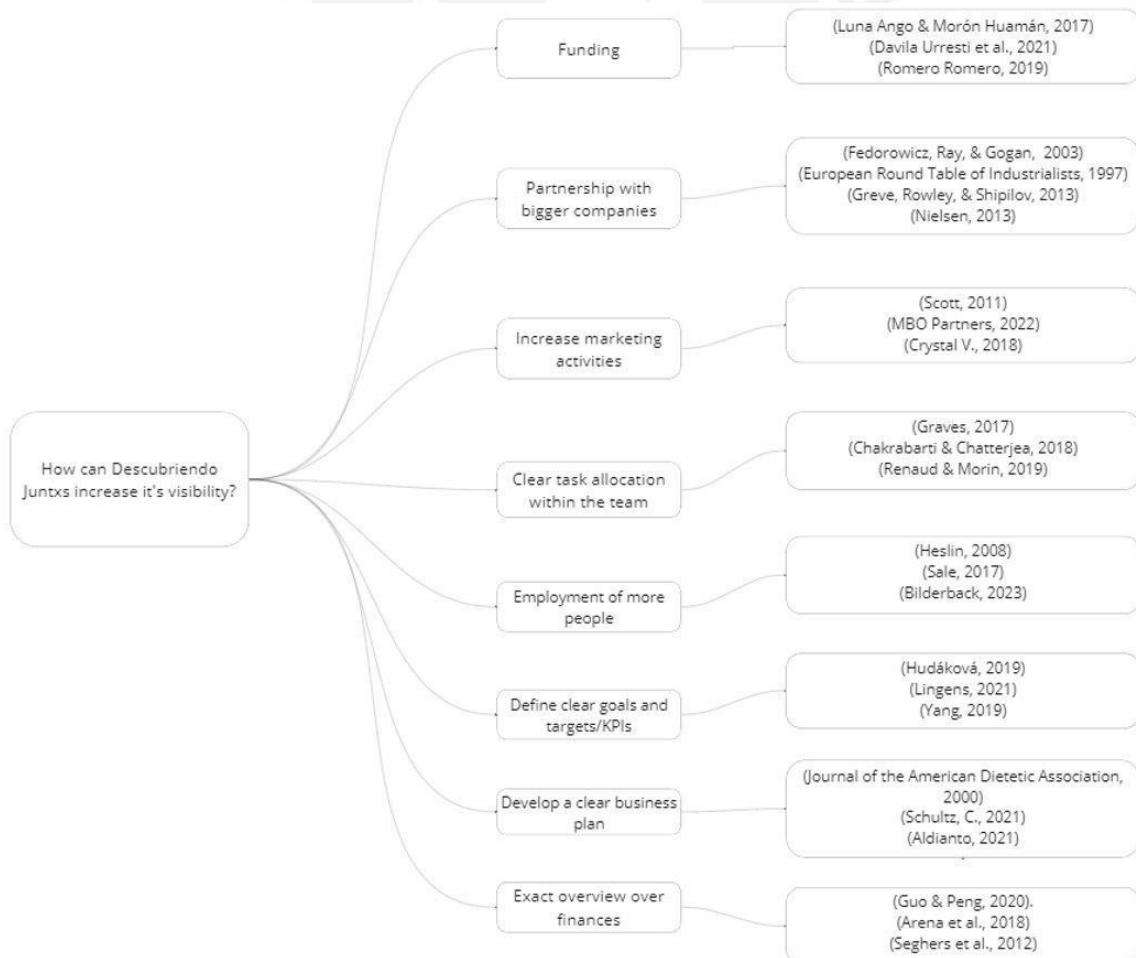 How can Descubriendo
Juntxs increase it's visibility?
Funding
(Luna Ango & Morón Huamán, 2017)
(Davila Urresti et al., 2021)
(Romero Romero, 2019)
Partnership with
bigger companies
(Fedorowicz, Ray, & Gogan, 2003)
(European Round Table of Industrialists, 1997)
(Greve, Rowley, & Shipilov, 2013)
(Nielsen, 2013)
Increase marketing
activities
(Scott, 2011)
(MBO Partners, 2022)
(Crystal V., 2018)
Clear task allocation
within the team
(Graves, 2017)
(Chakrabarti & Chatterjea, 2018)
(Renaud & Morin, 2019)
Employment of more
people
(Heslin, 2008)
(Sale, 2017)
(Bilderback, 2023)
Define clear goals and
targets/KPIs
(Hudáková, 2019)
(Lingens, 2021)
(Yang, 2019)
Develop a clear business
plan
(Journal of the American Dietetic Association,
2000)
(Schultz, C., 2021)
(Aldianto, 2021)
Exact overview over
finances
(Guo & Peng, 2020).
(Arena et al., 2018)
(Seghers et al., 2012)